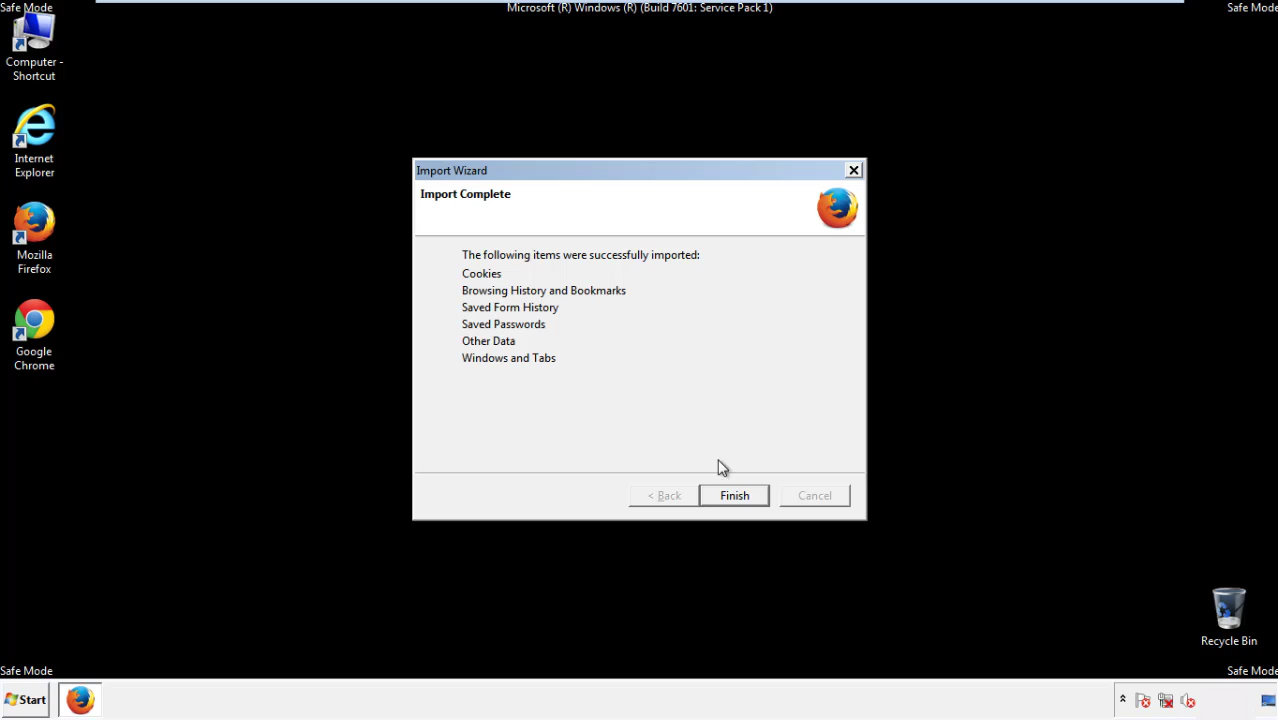 Safe Mode
Microsoft (R) Windows (R) (Build 7601: Service Pack 1)
Safe Mode
Computer -
Shortcut
Internet
Explorer
Mozilla
Firefox
Google
Chrome
Import Wizard
Import Complete
The following items were successfully imported:
Cookies
Browsing History and Bookmarks
Saved Form History
Saved Passwords
Other Data
Windows and Tabs
< Back
Finish
Cancel
Recycle Bin
Safe Mode
Safe Mode
Start